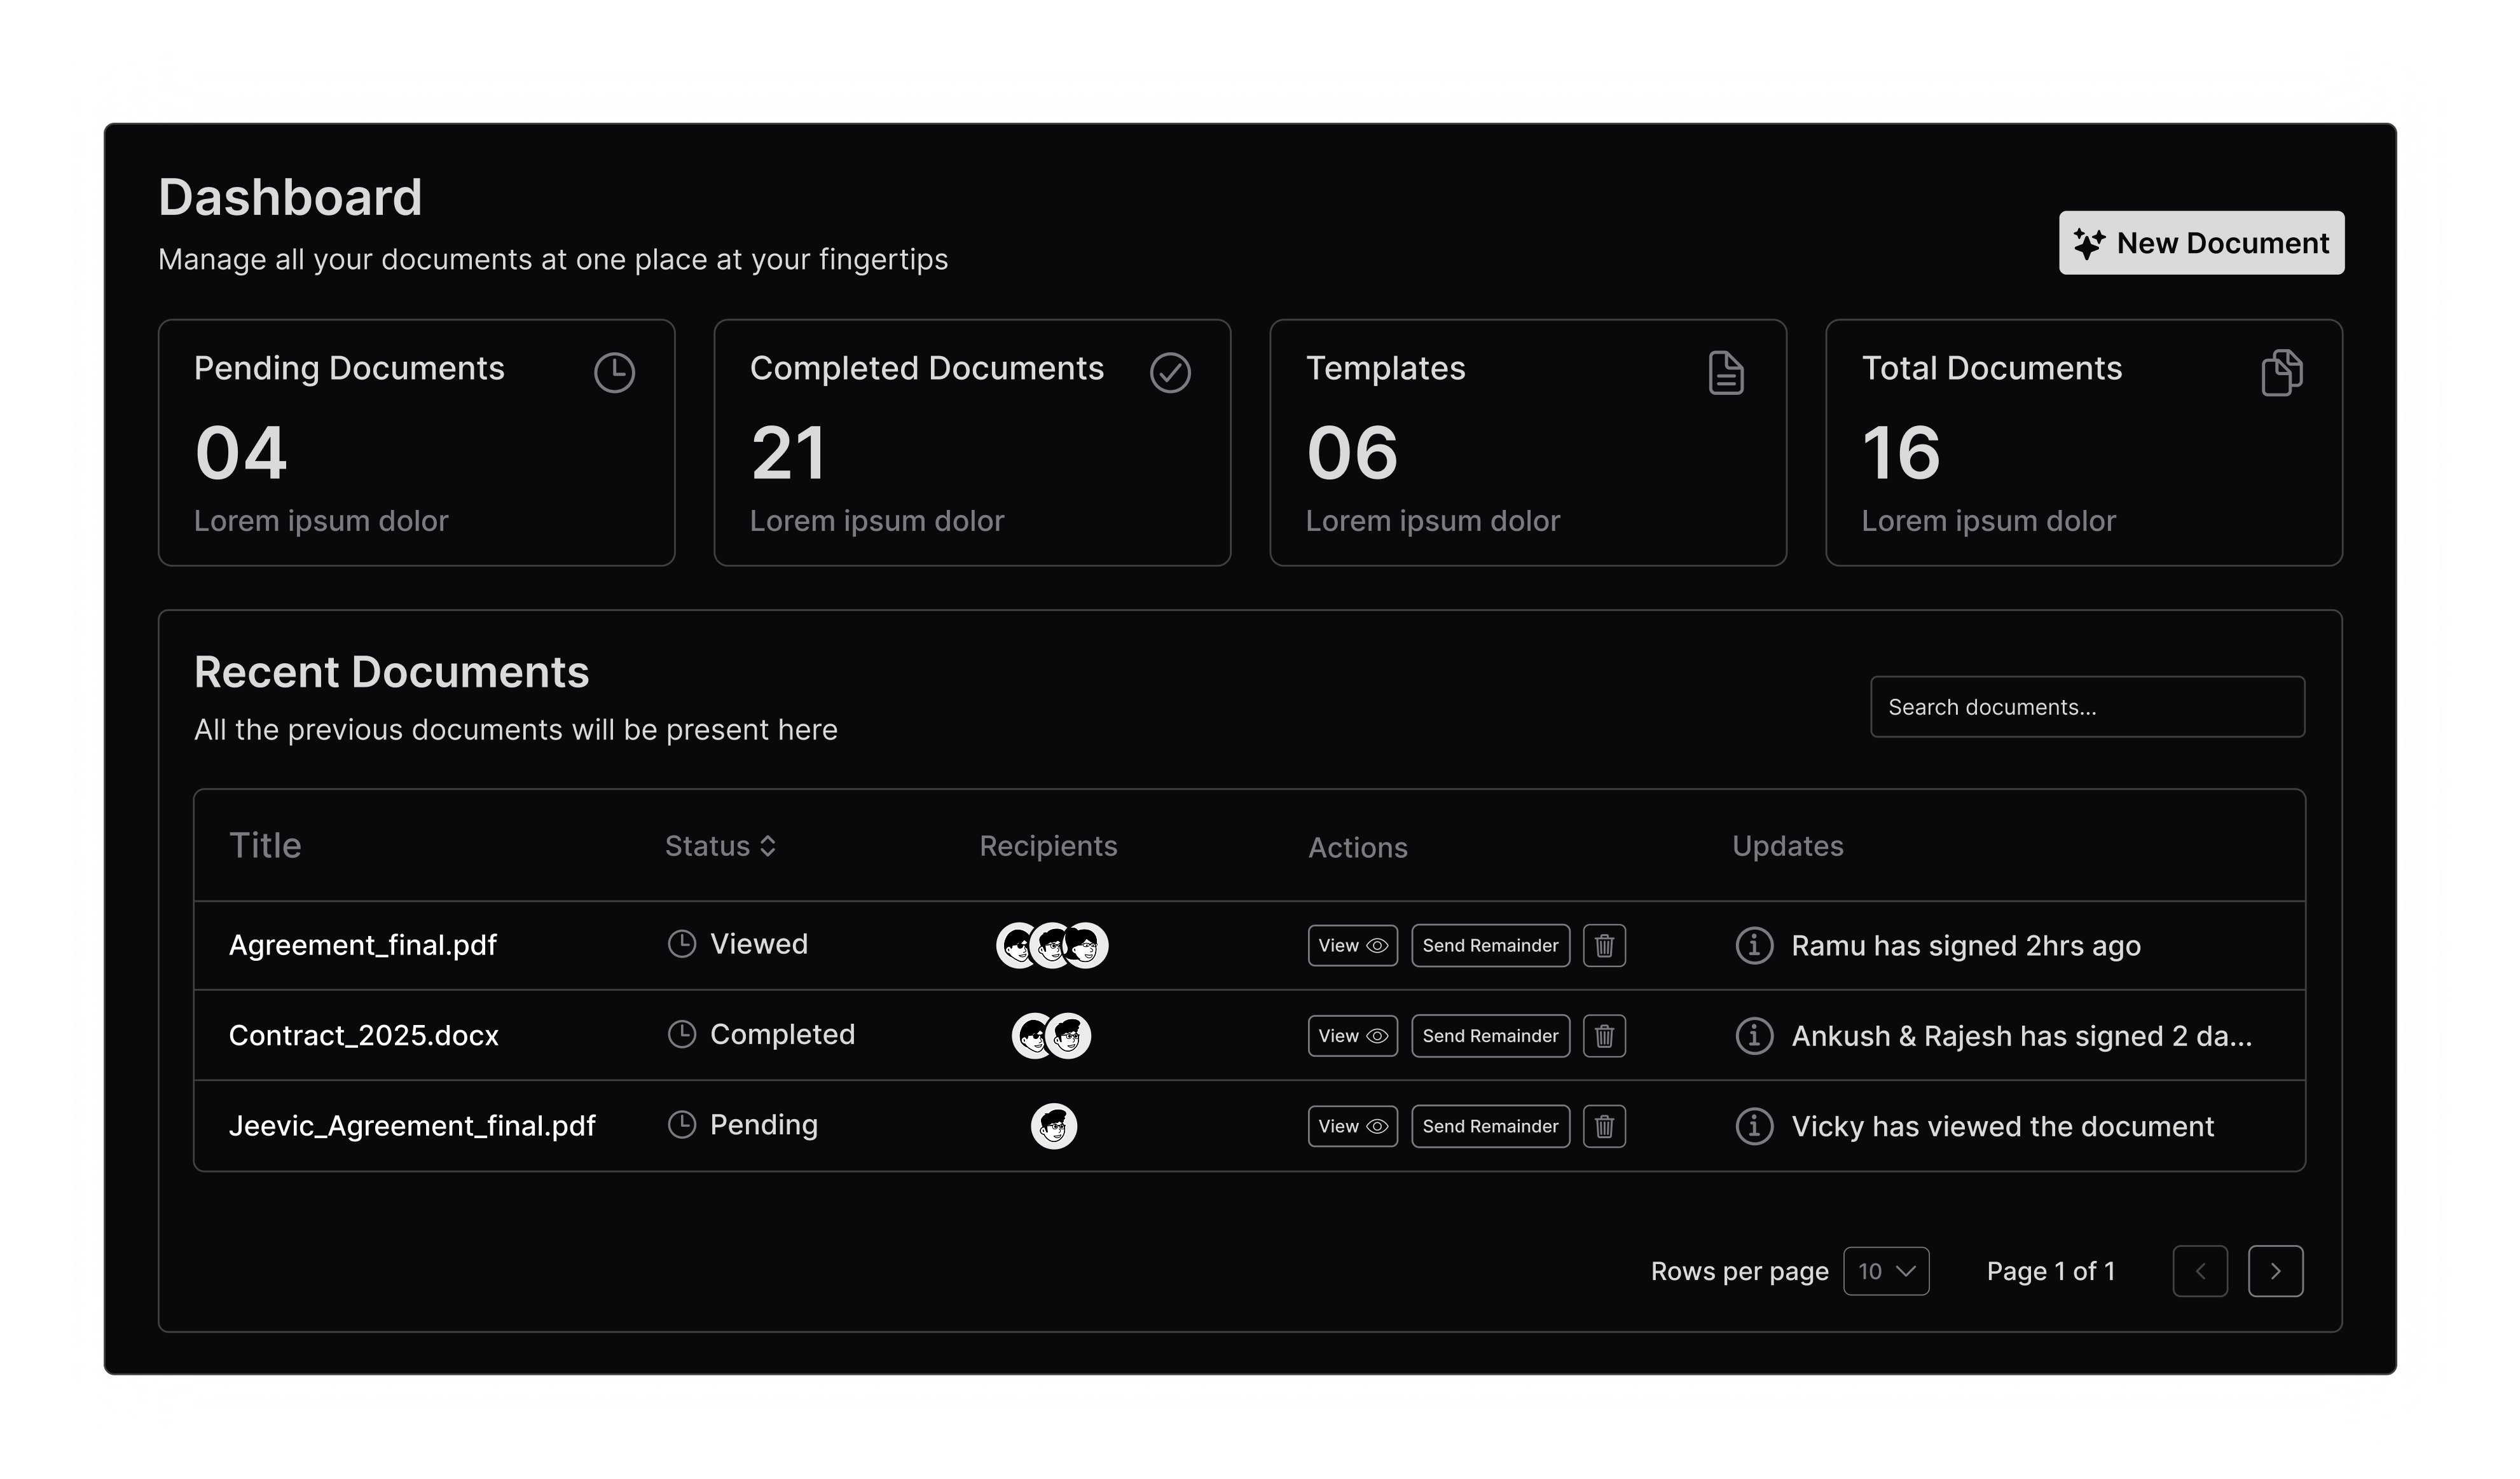 Dashboard
Manage all your documents at one place at your fingertips
New Document
Pending Documents
04
Lorem ipsum dolor
Completed Documents
21
Lorem ipsum dolor
Templates
06
Lorem ipsum dolor
Total Documents
16
Lorem ipsum dolor
Recent Documents
All the previous documents will be present here
Search documents...
Title Status Recipients Actions Updates
Agreement_final.pdf Viewed View Send Remainder Ramu has signed 2hrs ago
Contract_2025.docx Completed View Send Remainder Ankush & Rajesh has signed 2 da...
Jeevic_Agreement_final.pdf Pending View Send Remainder Vicky has viewed the document
Rows per page 10 Page 1 of 1